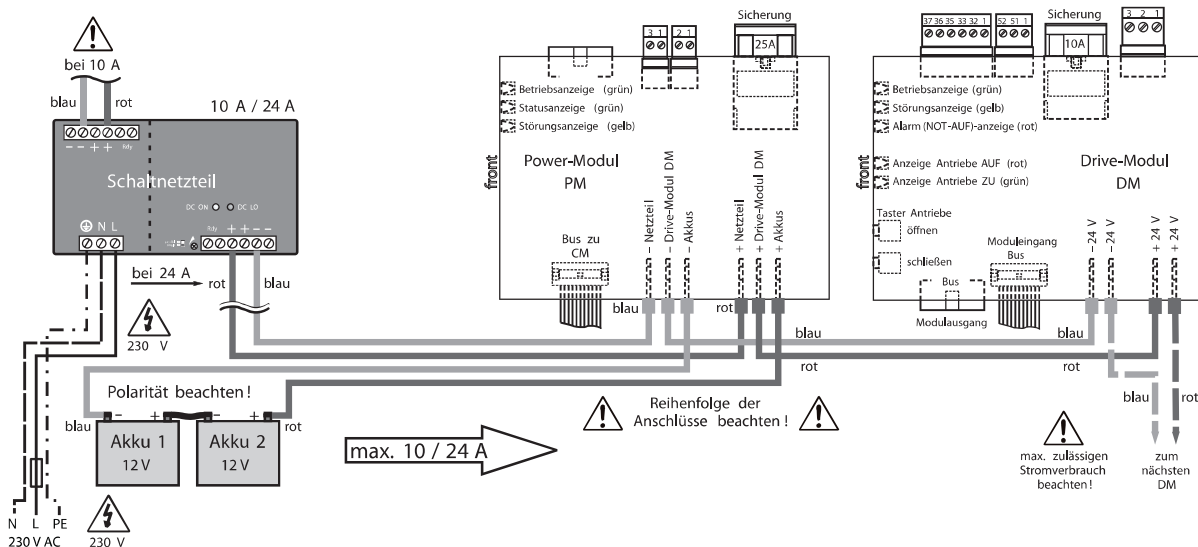 bei 10 A
blau
rot
10 A / 24 A
– – + + Rdy
Schaltnetzteil
DC ON
DC LO
N L
Rdy + + – –
bei 24 A
rot
blau
230 V
Polarität beachten!
blau
– + – +
rot
Akku 1
12 V
Akku 2
12 V
max. 10 / 24 A
N L PE
230 V AC
230 V
3 1
2 1
Sicherung
25A
Betriebsanzeige (grün)
Statusanzeige (grün)
Störungsanzeige (gelb)
front
Power-Modul
PM
Bus zu
CM
– Netzteil
– Drive-Modul DM
– Akkus
+ Netzteil
+ Drive-Modul DM
+ Akkus
blau
rot
blau
rot
Reihenfolge der
Anschlüsse beachten!
37 36 35 33 32 1
52 51 1
Sicherung
10A
3 2 1
Betriebsanzeige (grün)
Störungsanzeige (gelb)
Alarm (NOT-AUF)-anzeige (rot)
Anzeige Antriebe AUF (rot)
Anzeige Antriebe ZU (grün)
front
Drive-Modul
DM
Taster Antriebe
öffnen
schließen
Moduleingang
Bus
Bus
Modulausgang
– 24 V
– 24 V
+ 24 V
+ 24 V
blau
rot
blau
rot
max. zulässigen
Stromverbrauch
beachten!
zum
nächsten
DM